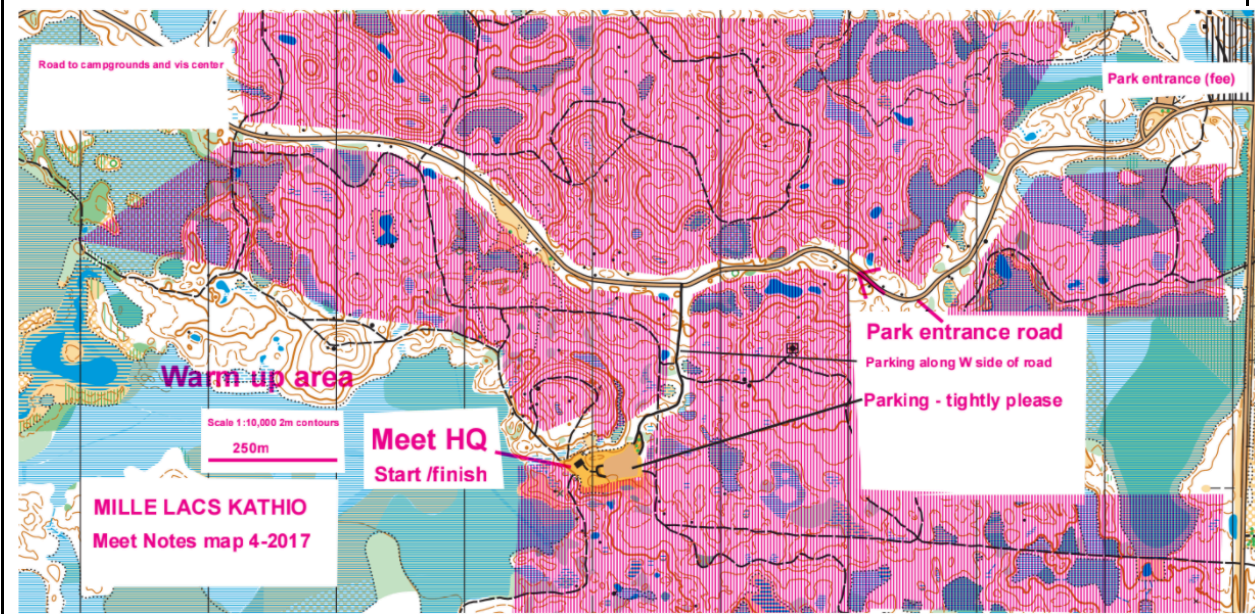 Road to campgrounds and vis center
Park entrance (fee)
Park entrance road
Parking along W side of road
Warm up area
Parking - tightly please
Scale 1:10,000 2m contours
250m
Meet HQ
Start /finish
MILLE LACS KATHIO
Meet Notes map 4-2017